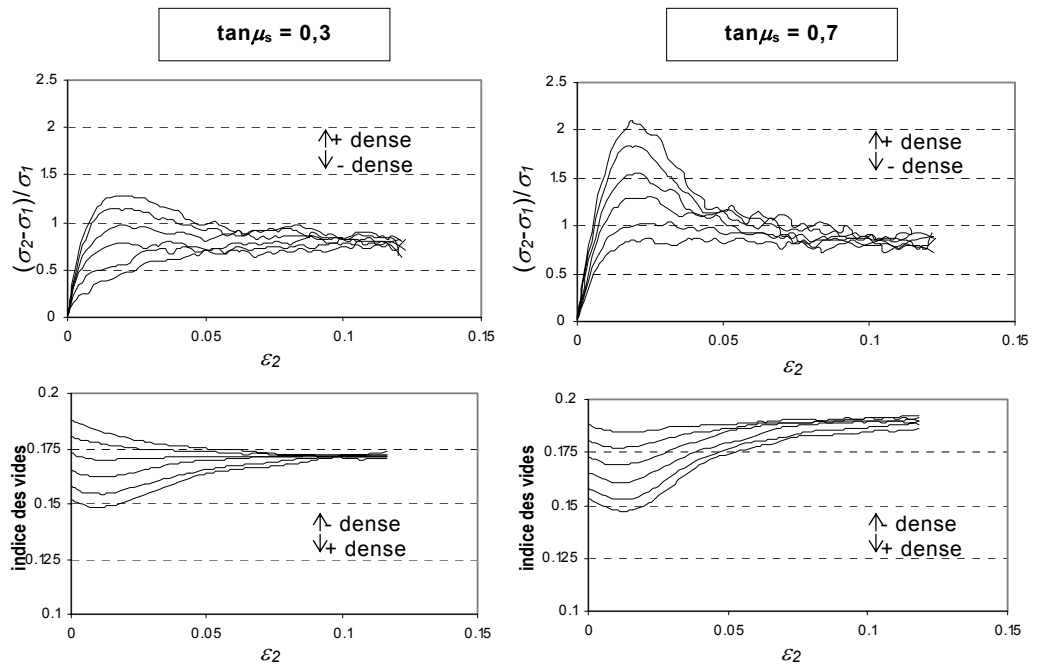 tanμs = 0,3
tanμs = 0,7
2.5
2
1.5
1
0.5
0
(σ2-σ1)/σ1
+ dense
- dense
0
0.05
0.1
0.15
ε2
2.5
2
1.5
1
0.5
0
(σ2-σ1)/σ1
+ dense
- dense
0
0.05
0.1
0.15
ε2
0.2
0.175
0.15
0.125
0.1
indice des vides
- dense
+ dense
0
0.05
0.1
0.15
ε2
0.2
0.175
0.15
0.125
0.1
indice des vides
- dense
+ dense
0
0.05
0.1
0.15
ε2